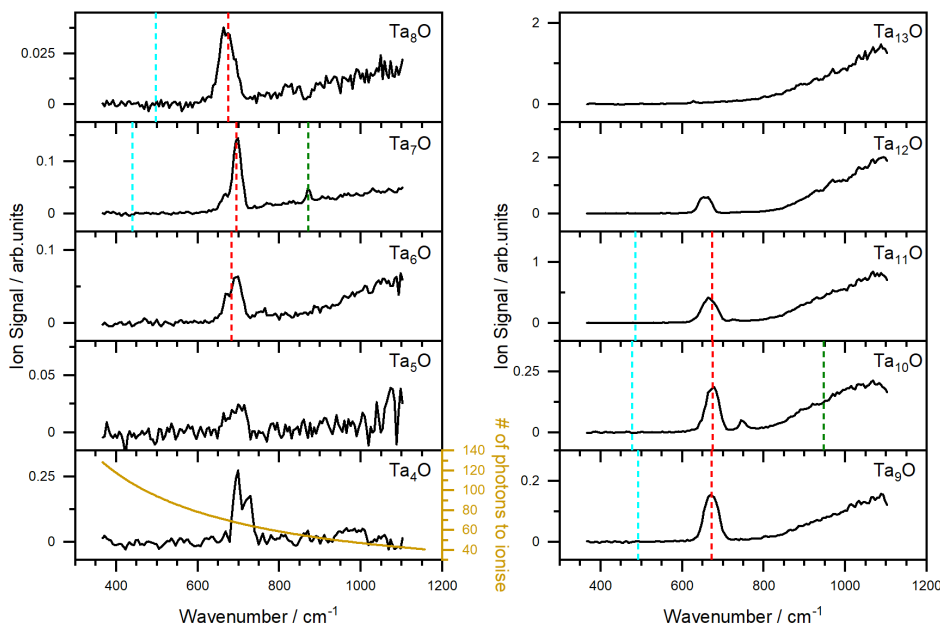 Ta8O
0.025
0
Ta7O
0.1
0
Ta6O
0.1
0
Ta5O
0.05
0
Ta4O
0.25
0
140
120
100
80
60
40
# of photons to ionise
400
600
800
1000
1200
Wavenumber / cm-1
Ion Signal / arb.units
Ta13O
2
0
Ta12O
2
0
Ta11O
1
0
Ta10O
0.25
0
Ta9O
0.2
0
400
600
800
1000
1200
Wavenumber / cm-1
Ion Signal / arb.units